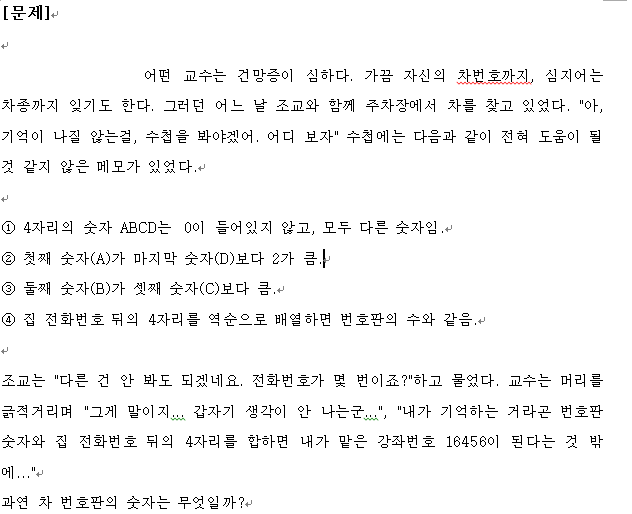 [문제]
어떤 교수는 건망증이 심하다. 가끔 자신의 차번호까지, 심지어는
차종까지 잊기도 한다. 그러던 어느 날 조교와 함께 주차장에서 차를 찾고 있었다. "아,
기억이 나질 않는걸, 수첩을 봐야겠어. 어디 보자" 수첩에는 다음과 같이 전혀 도움이 될
것 같지 않은 메모가 있었다.
① 4자리의 숫자 ABCD는 0이 들어있지 않고, 모두 다른 숫자임.
② 첫째 숫자(A)가 마지막 숫자(D)보다 2가 큼.
③ 둘째 숫자(B)가 셋째 숫자(C)보다 큼.
④ 집 전화번호 뒤의 4자리를 역순으로 배열하면 번호판의 수와 같음.
조교는 "다른 건 안 봐도 되겠네요. 전화번호가 몇 번이죠?"하고 물었다. 교수는 머리를
긁적거리며 "그게 말이지... 갑자기 생각이 안 나는군...", "내가 기억하는 거라곤 번호판
숫자와 집 전화번호 뒤의 4자리를 합하면 내가 맡은 강좌번호 16456이 된다는 것 밖
에..."
과연 차 번호판의 숫자는 무엇일까?